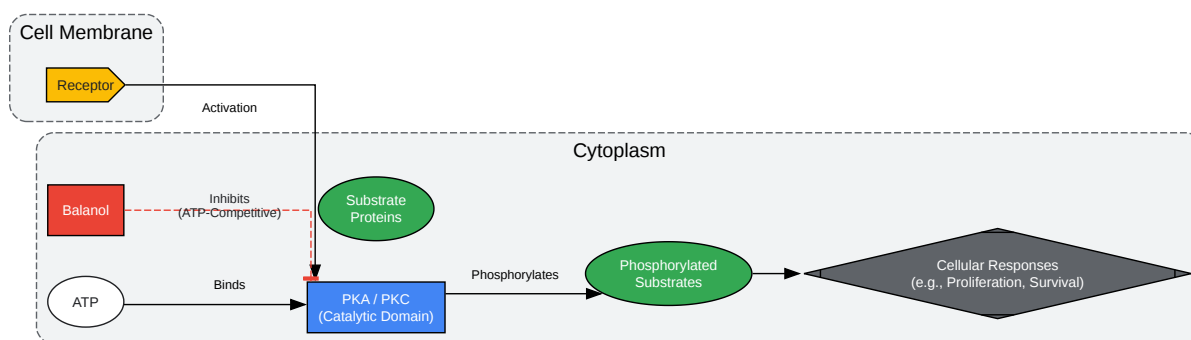 Cell Membrane
Receptor
Activation
Cytoplasm
Balanol
Inhibits
(ATP-Competitive)
Substrate
Proteins
ATP
Binds
PKA / PKC
(Catalytic Domain)
Phosphorylates
Phosphorylated
Substrates
Cellular Responses
(e.g., Proliferation, Survival)